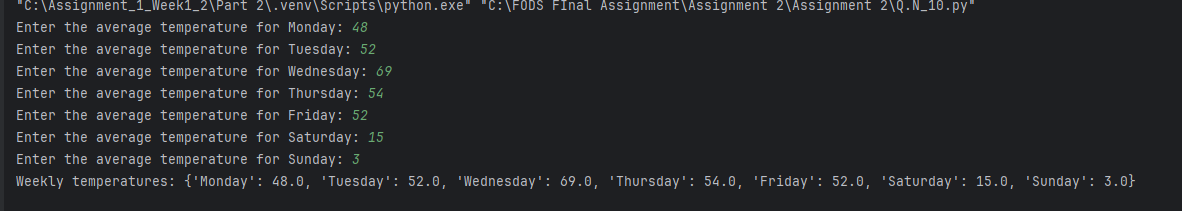 "C:\Assignment_1_Week1_2\Part 2\.venv\Scripts\python.exe" "C:\FODS FInal Assignment\Assignment 2\Assignment 2\Q.N_10.py"
Enter the average temperature for Monday: 48
Enter the average temperature for Tuesday: 52
Enter the average temperature for Wednesday: 69
Enter the average temperature for Thursday: 54
Enter the average temperature for Friday: 52
Enter the average temperature for Saturday: 15
Enter the average temperature for Sunday: 3
Weekly temperatures: {'Monday': 48.0, 'Tuesday': 52.0, 'Wednesday': 69.0, 'Thursday': 54.0, 'Friday': 52.0, 'Saturday': 15.0, 'Sunday': 3.0}